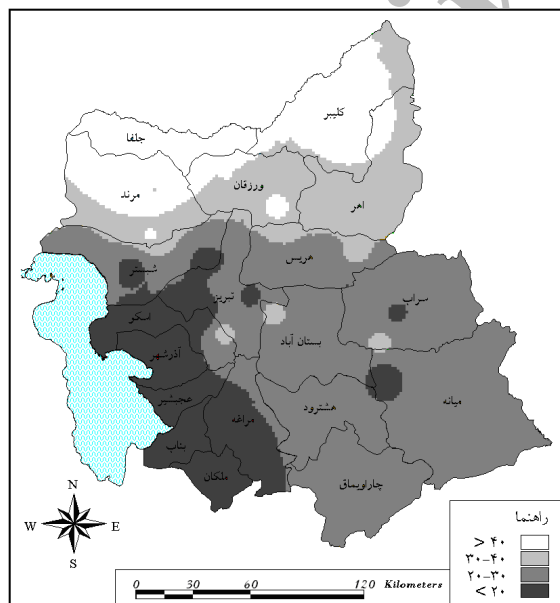 کلیبر
جلفا
مرند
ورزقان
اهر
شبستر
هریس
تبریز
سراب
اسکو
بستان آباد
آذرشهر
عجبشیر
مراغه
هشترود
میانه
بناب
ملکان
چاراویماق
N
W E
S
0 15 30 60 120 Kilometers
راهنما
> ۴۰
۳۰-۴۰
۲۰-۳۰
< ۲۰